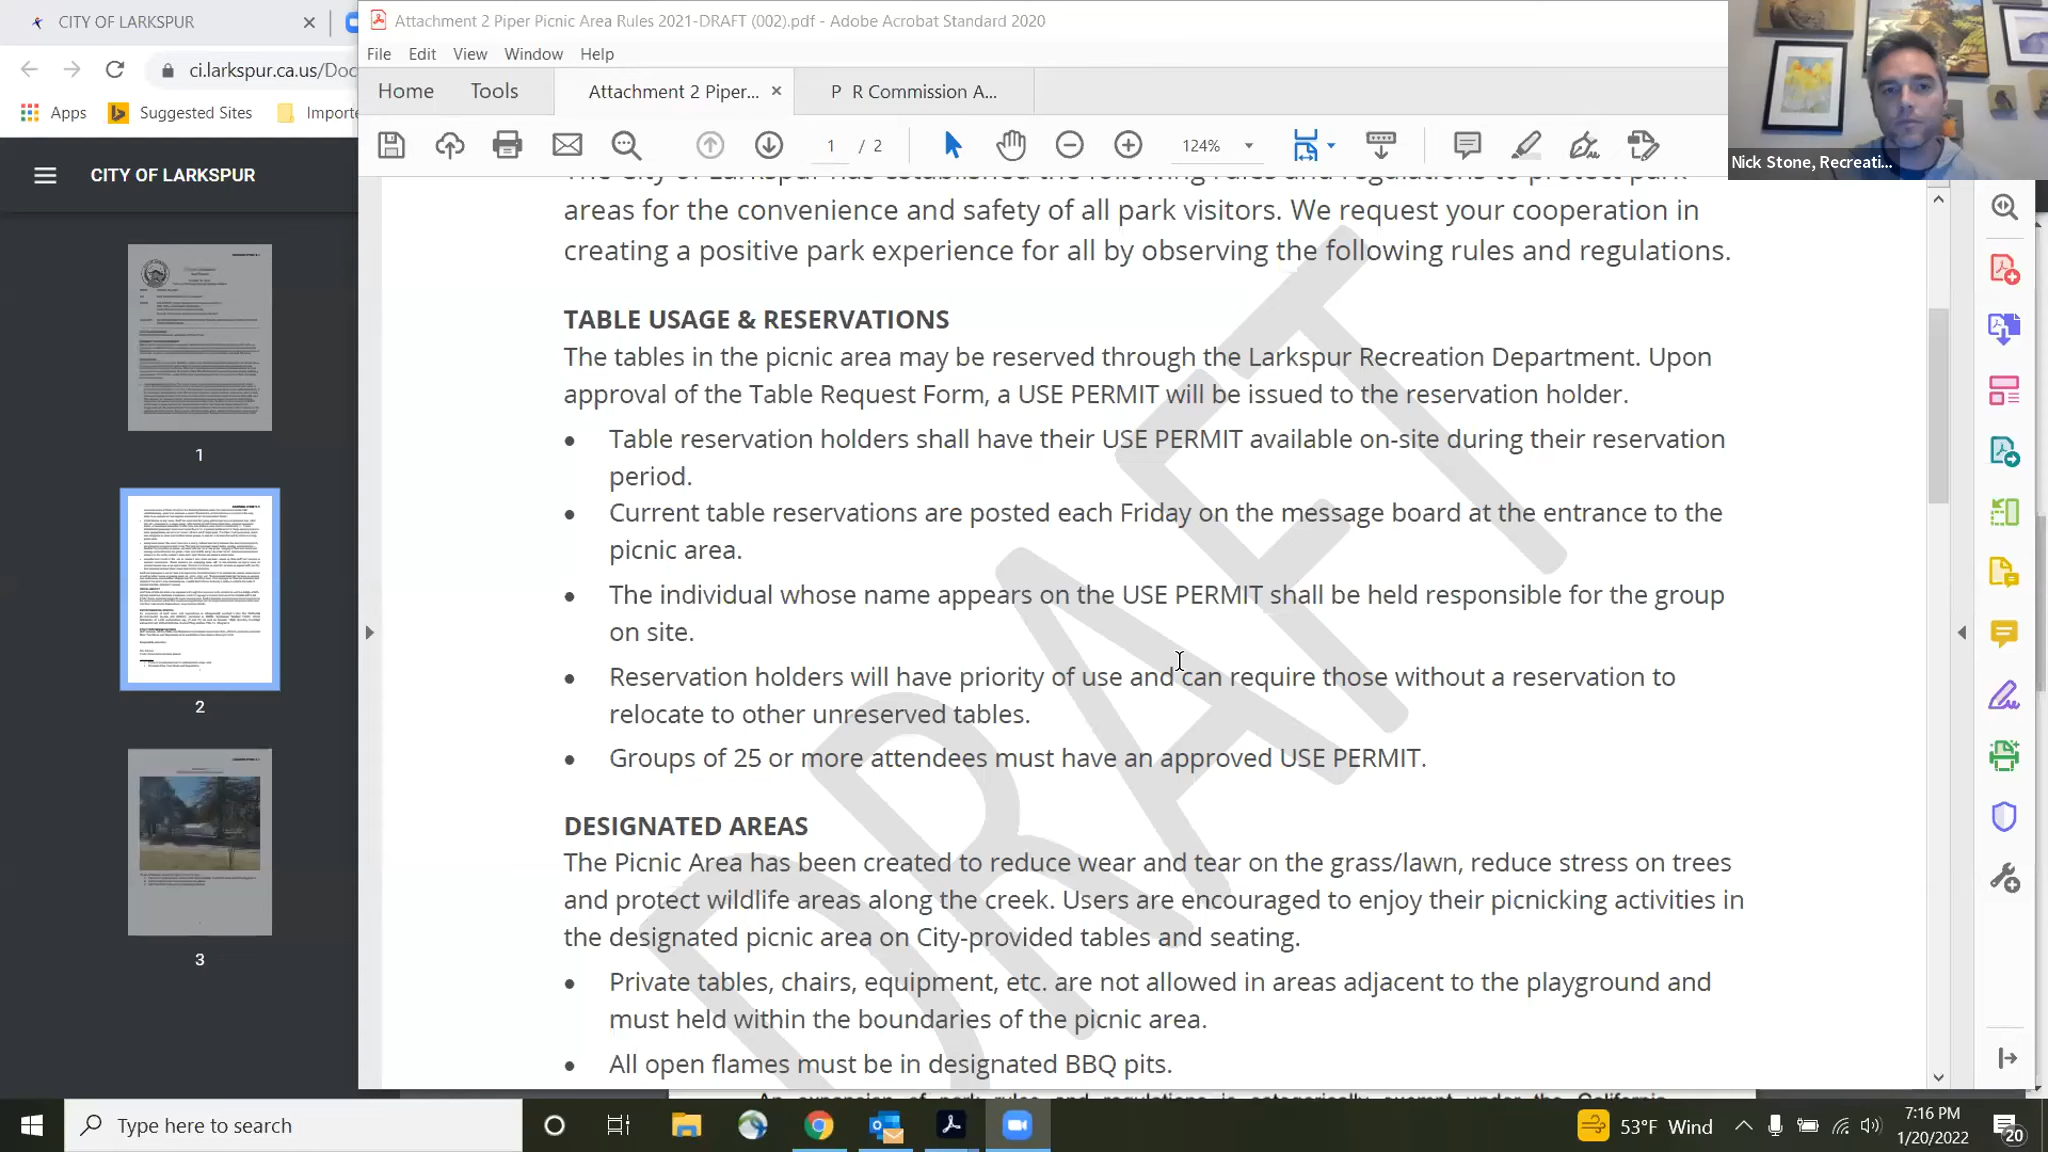 CITY OF LARKSPUR
Attachment 2 Piper Picnic Area Rules 2021-DRAFT (002).pdf - Adobe Acrobat Standard 2020
File Edit View Window Help
ci.larkspur.ca.us/Doc
Home Tools Attachment 2 Piper... P R Commission A...
Apps Suggested Sites Importe
1 / 2 124%
Nick Stone, Recreati...
CITY OF LARKSPUR
The City of Larkspur has established the following rules and regulations to protect park
areas for the convenience and safety of all park visitors. We request your cooperation in
creating a positive park experience for all by observing the following rules and regulations.
TABLE USAGE & RESERVATIONS
The tables in the picnic area may be reserved through the Larkspur Recreation Department. Upon
approval of the Table Request Form, a USE PERMIT will be issued to the reservation holder.
• Table reservation holders shall have their USE PERMIT available on-site during their reservation
period.
• Current table reservations are posted each Friday on the message board at the entrance to the
picnic area.
• The individual whose name appears on the USE PERMIT shall be held responsible for the group
on site.
• Reservation holders will have priority of use and can require those without a reservation to
relocate to other unreserved tables.
• Groups of 25 or more attendees must have an approved USE PERMIT.
DESIGNATED AREAS
The Picnic Area has been created to reduce wear and tear on the grass/lawn, reduce stress on trees
and protect wildlife areas along the creek. Users are encouraged to enjoy their picnicking activities in
the designated picnic area on City-provided tables and seating.
• Private tables, chairs, equipment, etc. are not allowed in areas adjacent to the playground and
must held within the boundaries of the picnic area.
• All open flames must be in designated BBQ pits.
DRAFT
1
2
3
An expansion of park rules and regulations is categorically exempt under the California
Type here to search
53°F Wind
7:16 PM
1/20/2022
20